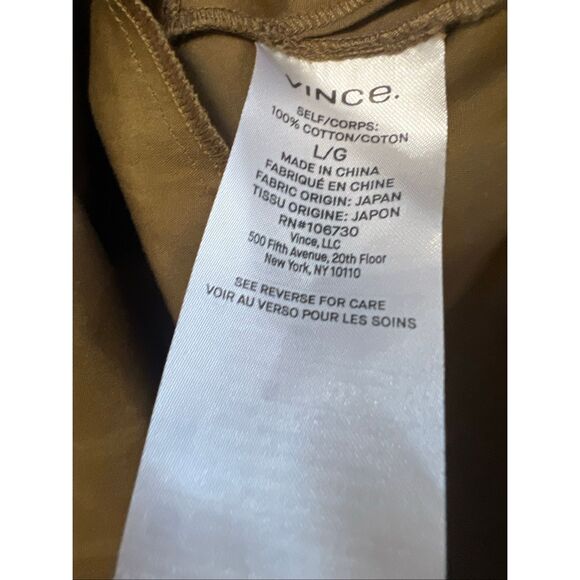 VINCe.
SELF/CORPS:
100% COTTON/COTON
L/G
MADE IN CHINA
FABRIQUÉ EN CHINE
FABRIC ORIGIN: JAPAN
TISSU ORIGINE: JAPON
RN#106730
Vince, LLC
500 Fifth Avenue, 20th Floor
New York, NY 10110
SEE REVERSE FOR CARE
VOIR AU VERSO POUR LES SOINS